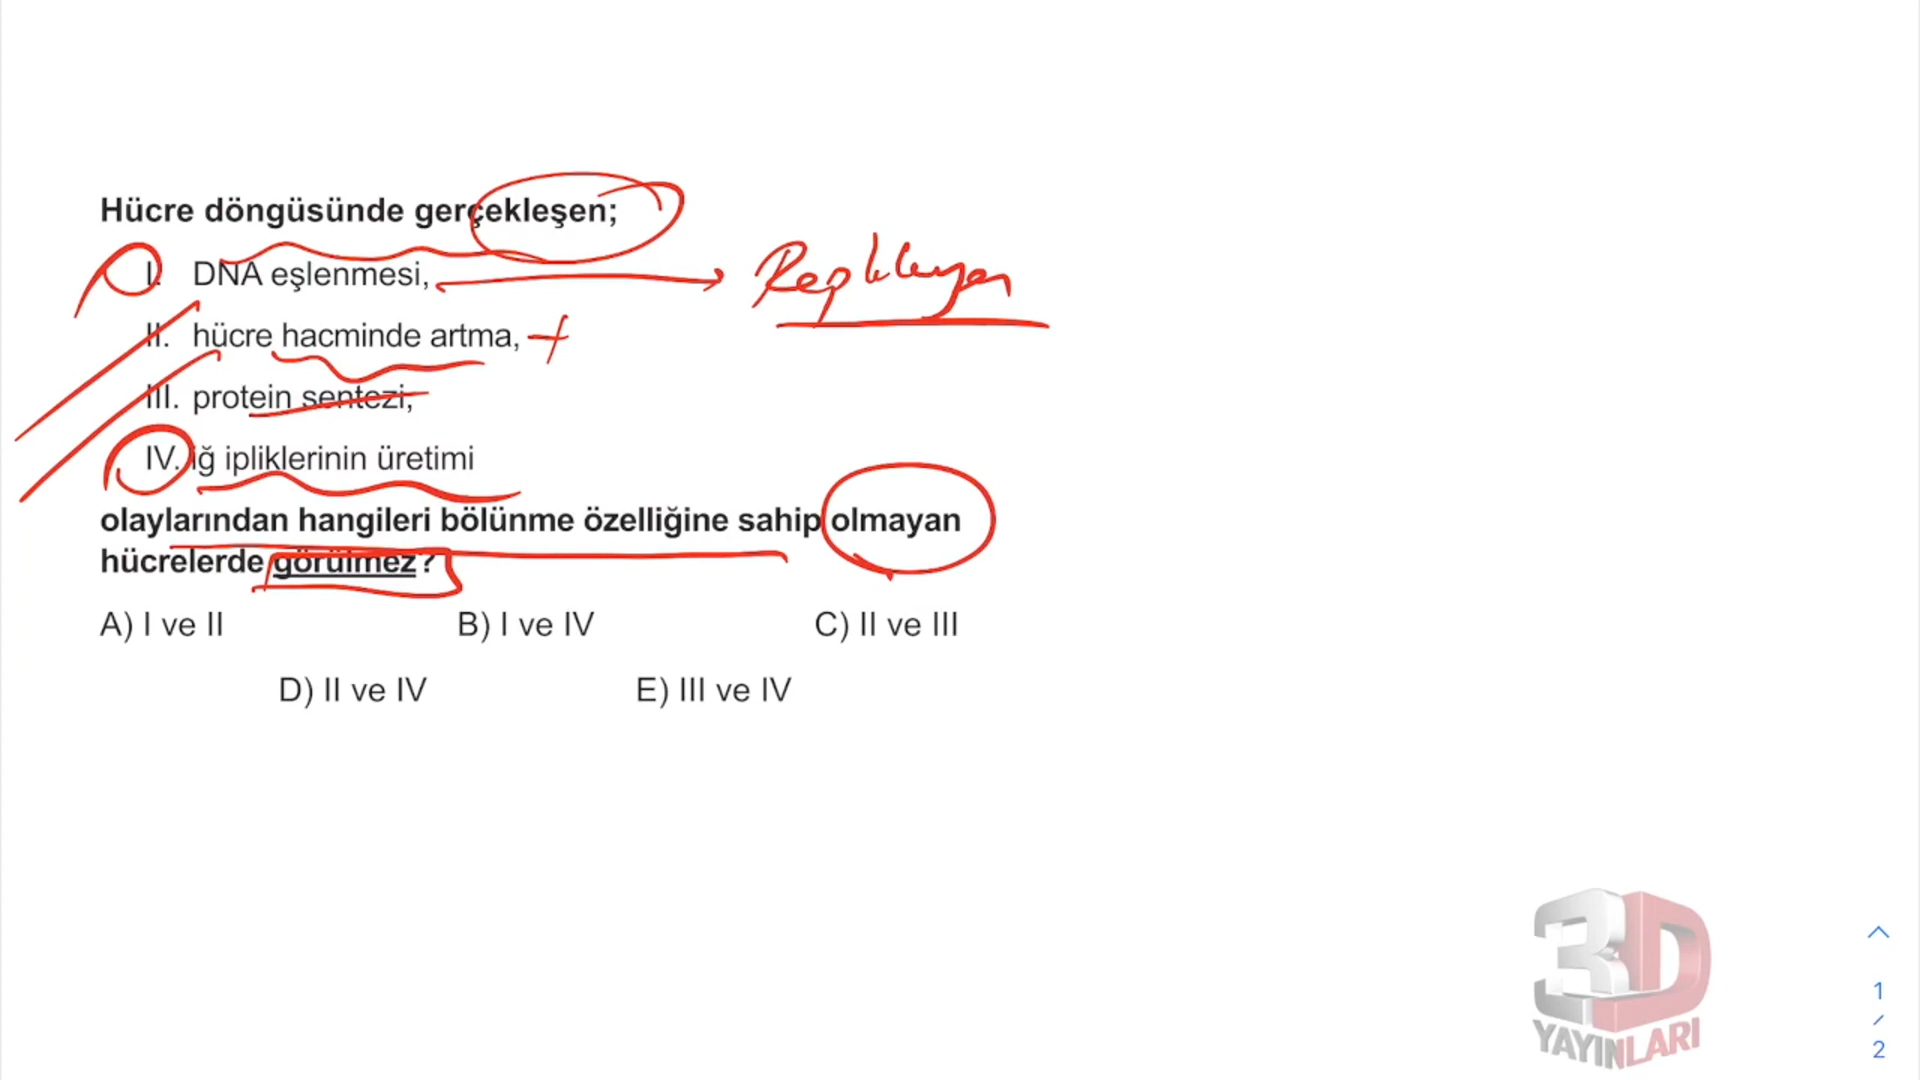 Hücre döngüsünde gerçekleşen;
I. DNA eşlenmesi,
II. hücre hacminde artma, +
III. protein sentezi,
IV. iğ ipliklerinin üretimi
olaylarından hangileri bölünme özelliğine sahip olmayan
hücrelerde görülmez?
A) I ve II B) I ve IV C) II ve III
D) II ve IV E) III ve IV
3D
YAYINLARI
1
/
2